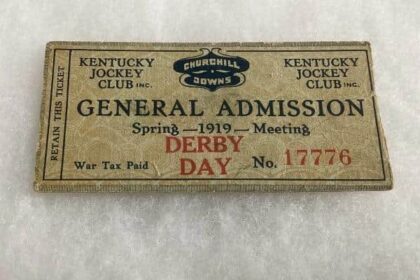 RETAIN THIS TICKET
KENTUCKY
JOCKEY
CLUB INC.
CHURCHILL
DOWNS
KENTUCKY
JOCKEY
CLUB INC.
GENERAL ADMISSION
Spring —1919— Meeting
DERBY
DAY
War Tax Paid
No. 17776